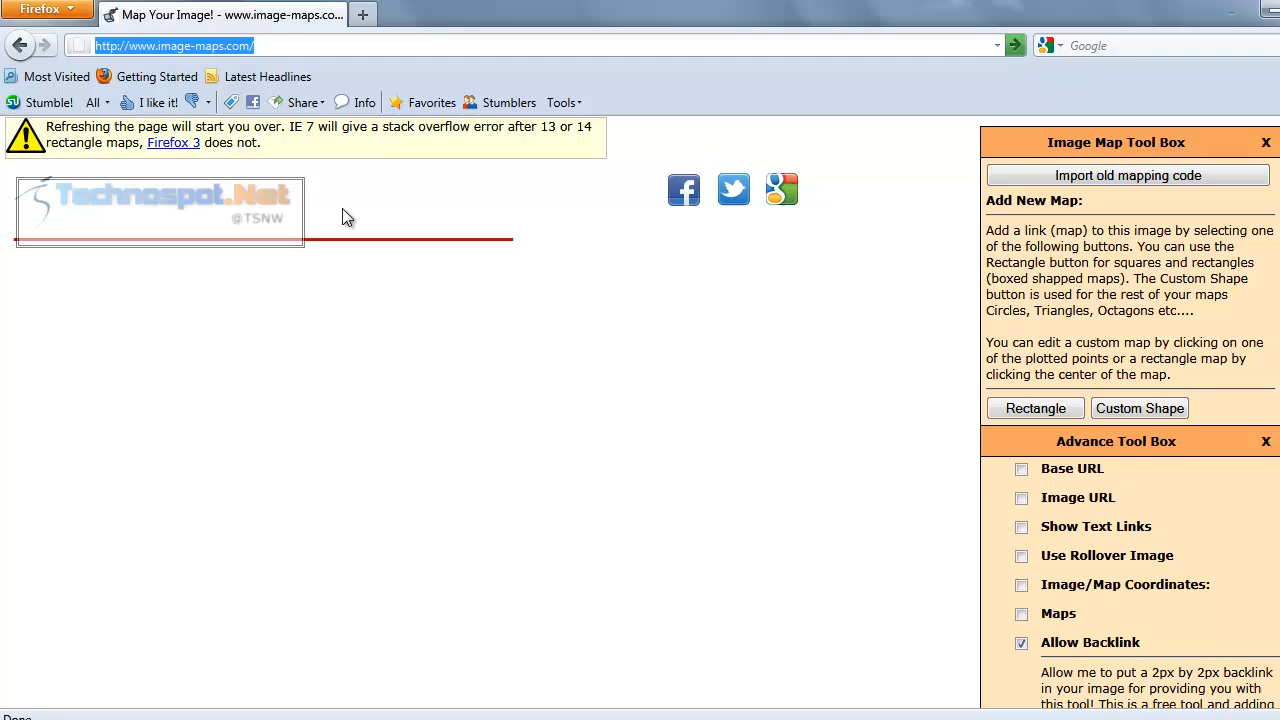 Firefox
Map Your Image! - www.image-maps.co...
http://www.image-maps.com/
Google
Most Visited Getting Started Latest Headlines
Stumble! All I like it! Share Info Favorites Stumblers Tools
Refreshing the page will start you over. IE 7 will give a stack overflow error after 13 or 14
rectangle maps, Firefox 3 does not.
Technospot.Net
@TSNW
Image Map Tool Box X
Import old mapping code
Add New Map:
Add a link (map) to this image by selecting one
of the following buttons. You can use the
Rectangle button for squares and rectangles
(boxed shapped maps). The Custom Shape
button is used for the rest of your maps
Circles, Triangles, Octagons etc....
You can edit a custom map by clicking on one
of the plotted points or a rectangle map by
clicking the center of the map.
Rectangle Custom Shape
Advance Tool Box X
Base URL
Image URL
Show Text Links
Use Rollover Image
Image/Map Coordinates:
Maps
Allow Backlink
Allow me to put a 2px by 2px backlink
in your image for providing you with
this tool! This is a free tool and adding
Done